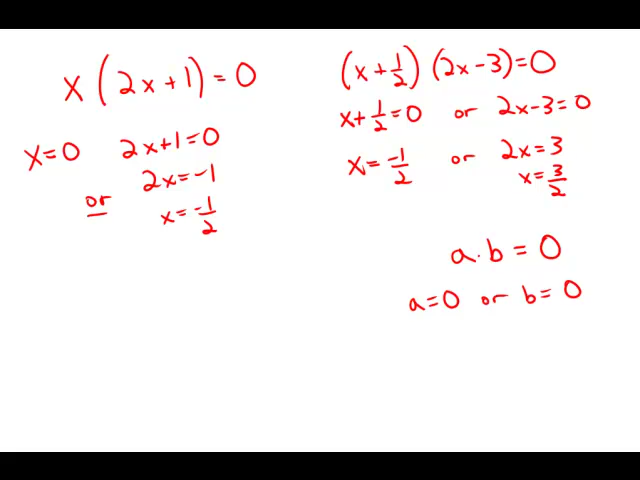 x(2x+1)=0
x=0 2x+1=0
or 2x=-1
x=-1/2
(x+1/2)(2x-3)=0
x+1/2=0 or 2x-3=0
x=-1/2 or 2x=3
x=3/2
a·b=0
a=0 or b=0